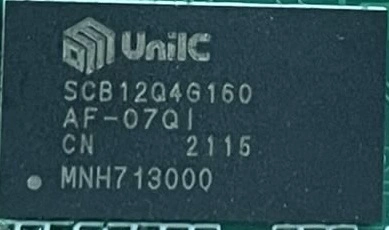 UniIC
SCB12Q4G160
AF-07QI
CN 2115
MNH713000